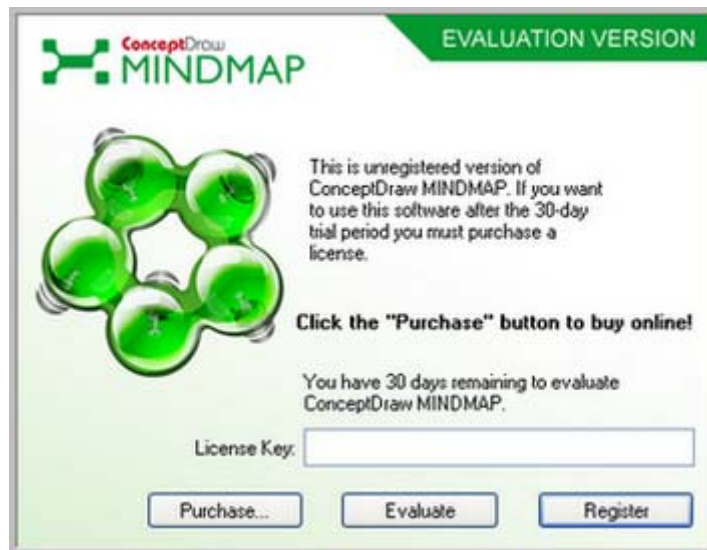 ConceptDraw
MINDMAP
EVALUATION VERSION
This is unregistered version of
ConceptDraw MINDMAP. If you want
to use this software after the 30-day
trial period you must purchase a
license.
Click the "Purchase" button to buy online!
You have 30 days remaining to evaluate
ConceptDraw MINDMAP.
License Key:
Purchase... Evaluate Register